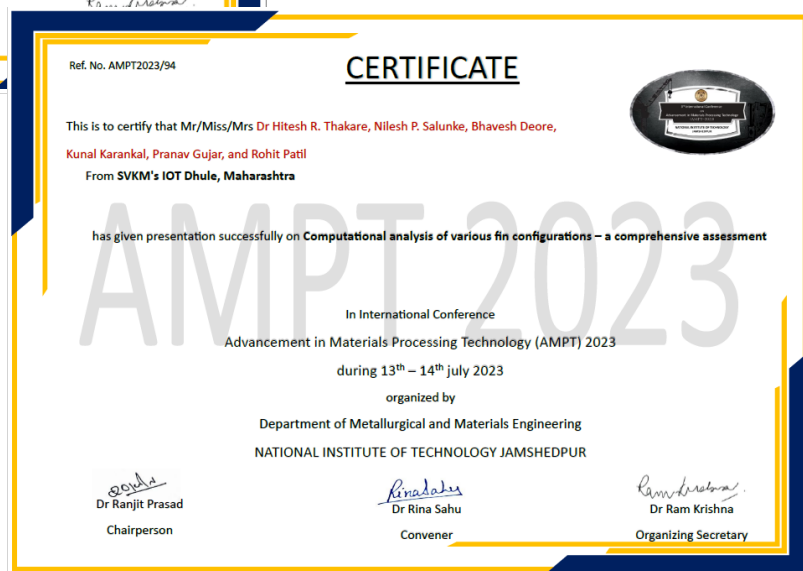 Ref. No. AMPT2023/94
CERTIFICATE
This is to certify that Mr/Miss/Mrs Dr Hitesh R. Thakare, Nilesh P. Salunke, Bhavesh Deore,
Kunal Karankal, Pranav Gujar, and Rohit Patil
From SVKM's IOT Dhule, Maharashtra
AMPT 2023
has given presentation successfully on Computational analysis of various fin configurations – a comprehensive assessment
In International Conference
Advancement in Materials Processing Technology (AMPT) 2023
during 13th – 14th july 2023
organized by
Department of Metallurgical and Materials Engineering
NATIONAL INSTITUTE OF TECHNOLOGY JAMSHEDPUR
Rina Sahu
Dr Ranjit Prasad
Dr Rina Sahu
Dr Ram Krishna
Chairperson
Convener
Organizing Secretary